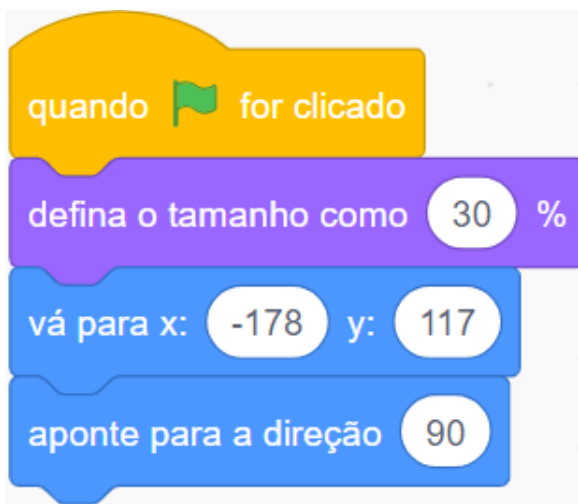 quando for clicado
defina o tamanho como 30 %
vá para x: -178 y: 117
aponte para a direção 90